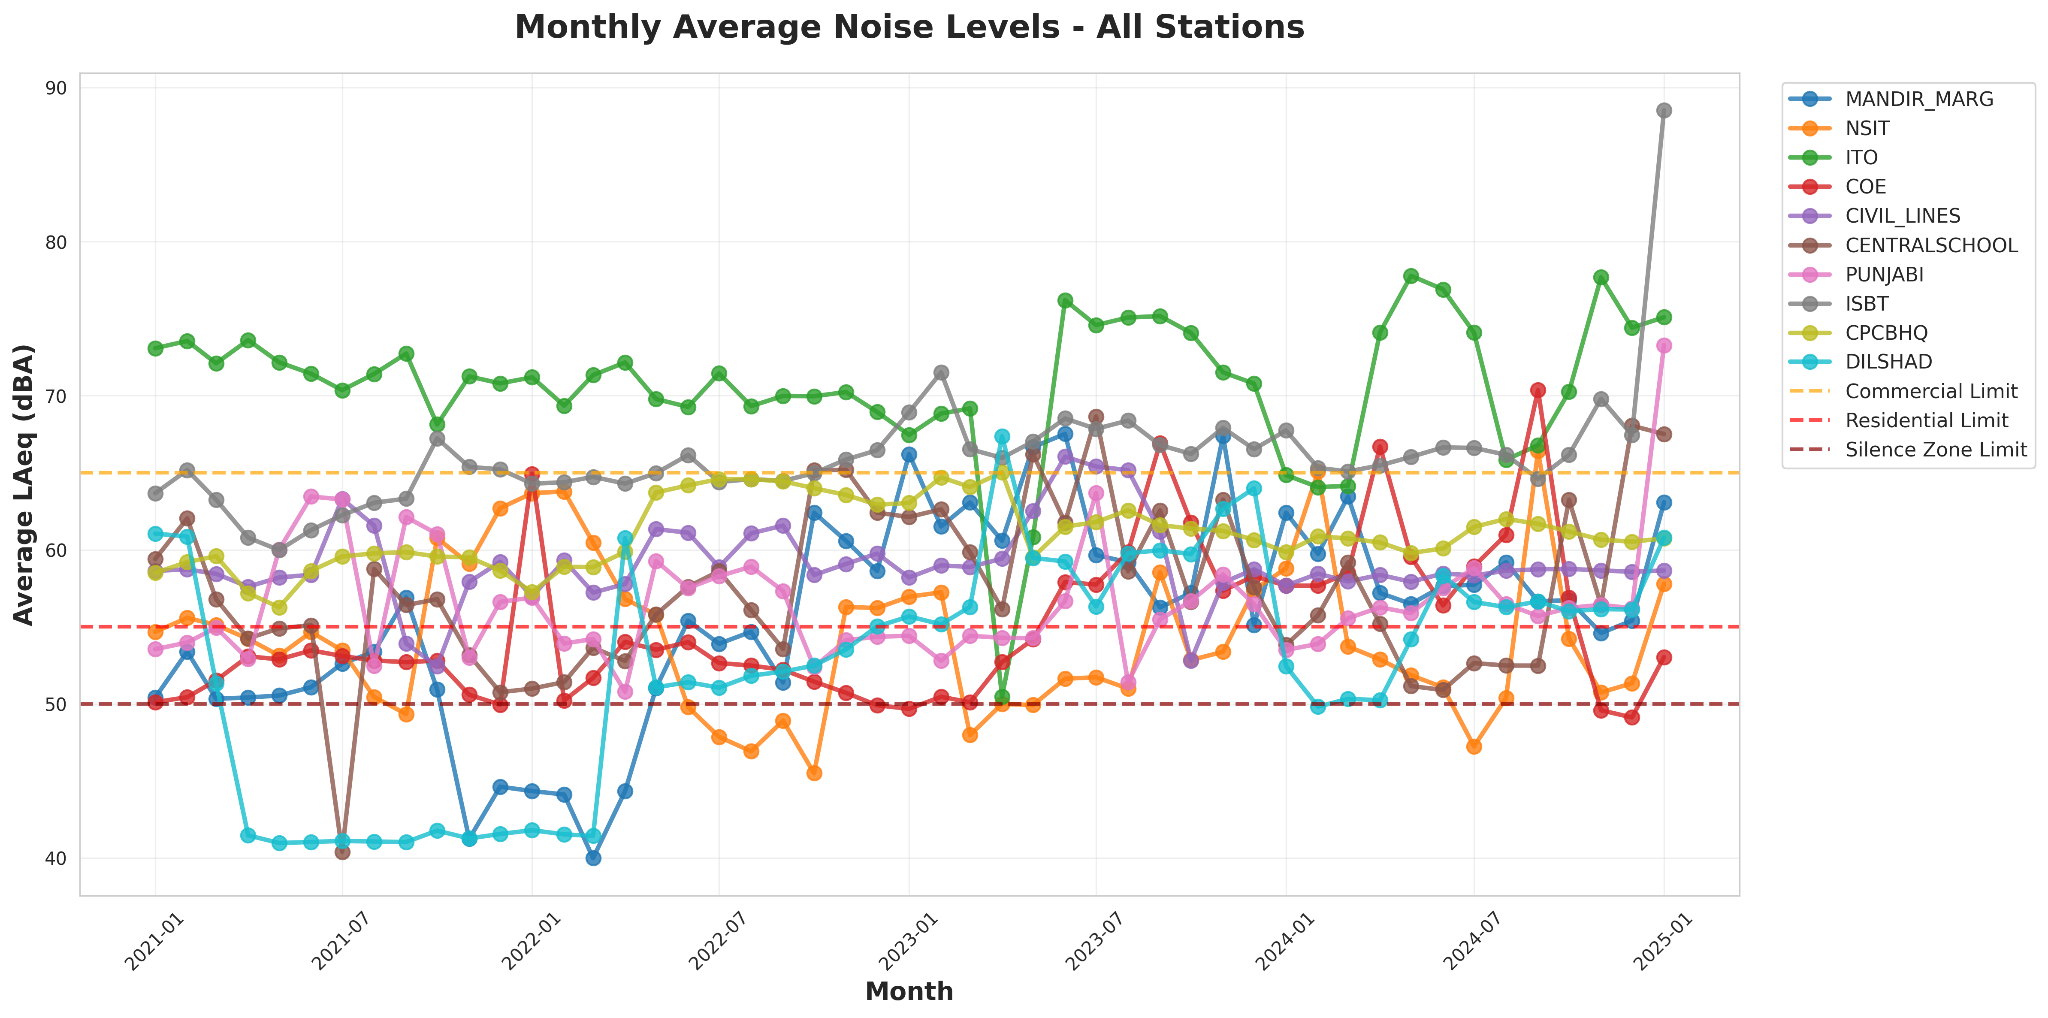 Monthly Average Noise Levels - All Stations
90
80
70
60
50
40
Average LAeq (dBA)
2021-01
2021-07
2022-01
2022-07
2023-01
2023-07
2024-01
2024-07
2025-01
Month
MANDIR_MARG
NSIT
ITO
COE
CIVIL_LINES
CENTRALSCHOOL
PUNJABI
ISBT
CPCBHQ
DILSHAD
Commercial Limit
Residential Limit
Silence Zone Limit